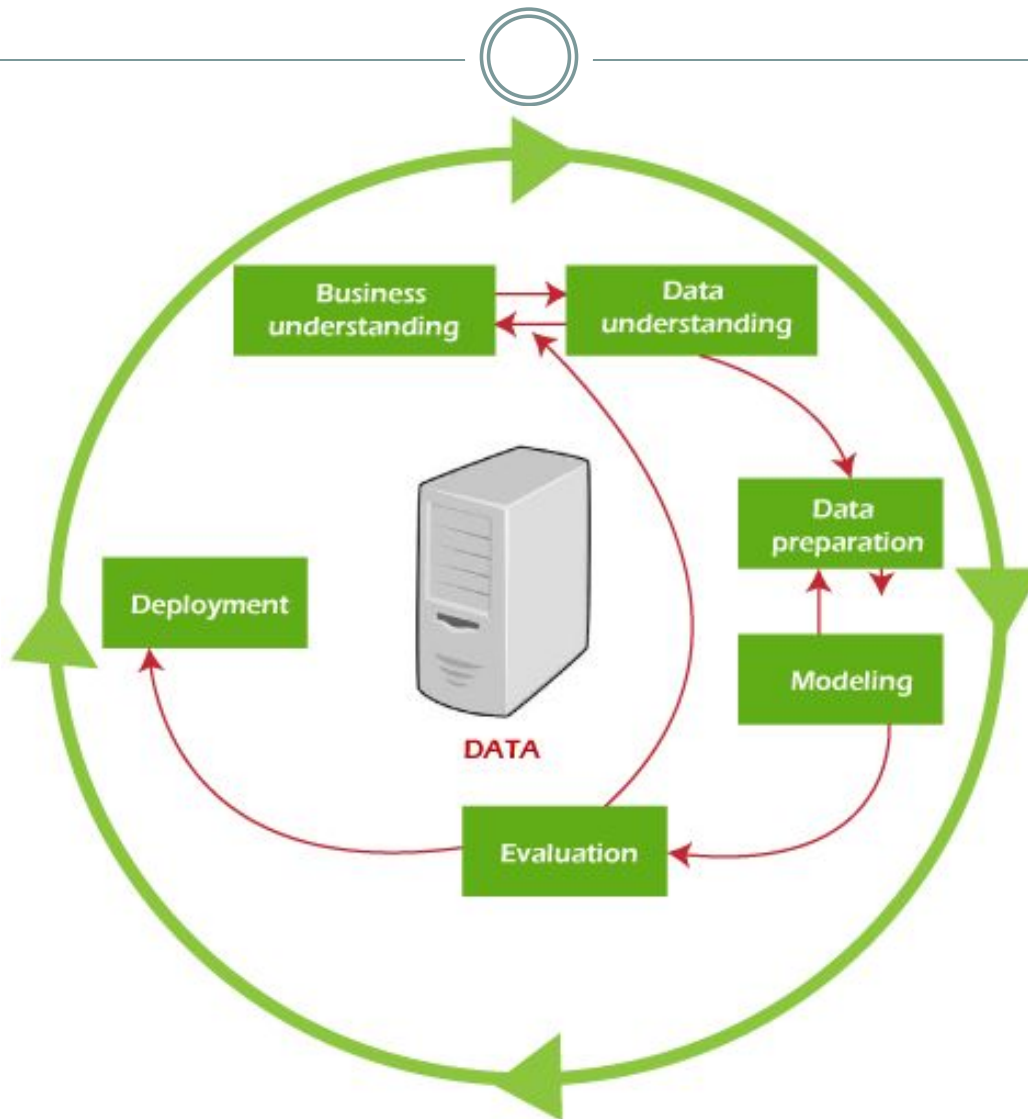 Business
understanding
Data
understanding
Data
preparation
Deployment
Modeling
DATA
Evaluation